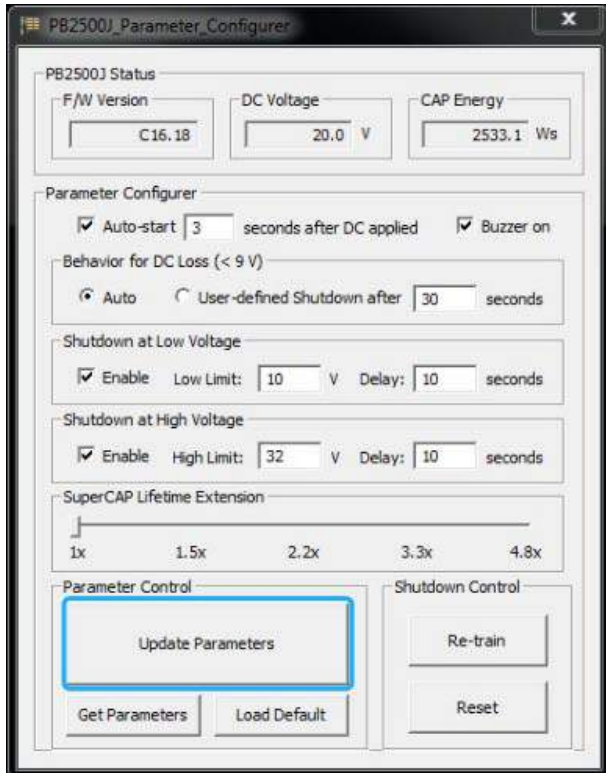 PB2500J_Parameter_Configurer
x
PB2500J Status
F/W Version DC Voltage CAP Energy
C16.18 20.0 V 2533.1 Ws
Parameter Configurer
Auto-start 3 seconds after DC applied Buzzer on
Behavior for DC Loss (< 9 V)
Auto User-defined Shutdown after 30 seconds
Shutdown at Low Voltage
Enable Low Limit: 10 V Delay: 10 seconds
Shutdown at High Voltage
Enable High Limit: 32 V Delay: 10 seconds
SuperCAP Lifetime Extension
1x 1.5x 2.2x 3.3x 4.8x
Parameter Control Shutdown Control
Update Parameters Re-train
Get Parameters Load Default Reset